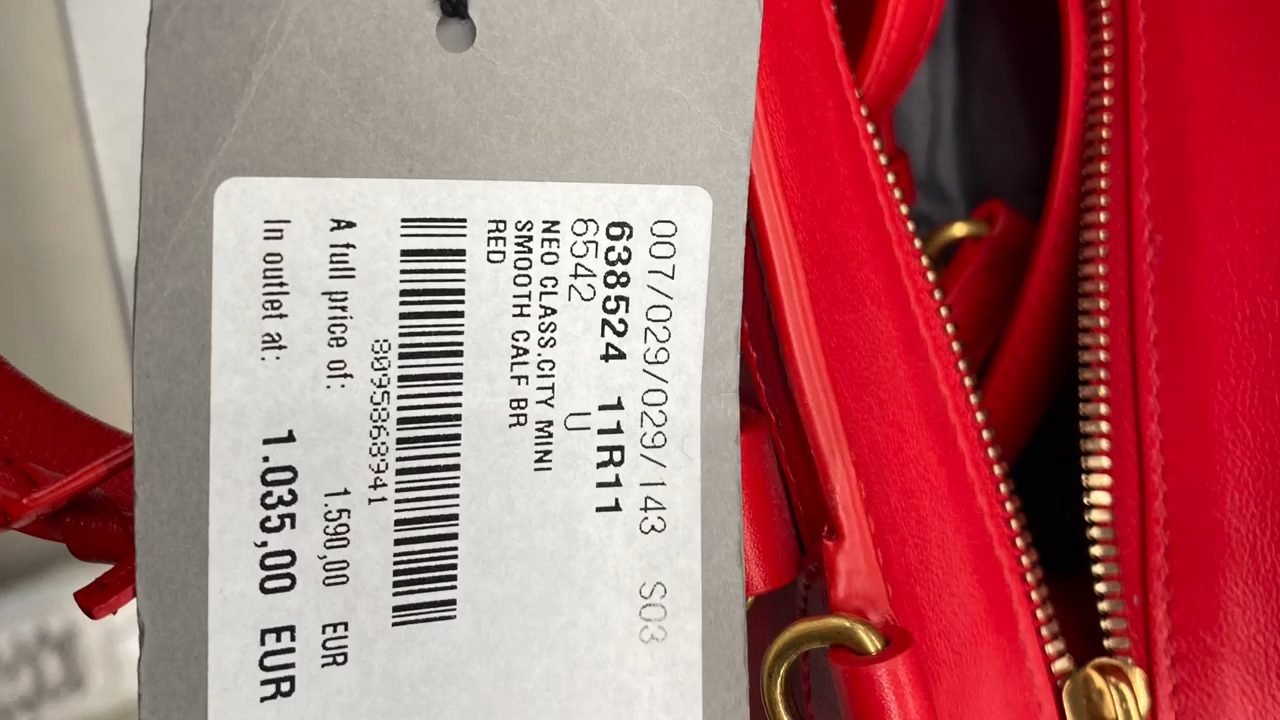 007/029/029/143 S03
638524 11R11
6542 U
NEO CLASS.CITY MINI
SMOOTH CALF BR
RED
8095868941
A full price of: 1.590,00 EUR
In outlet at: 1.035,00 EUR